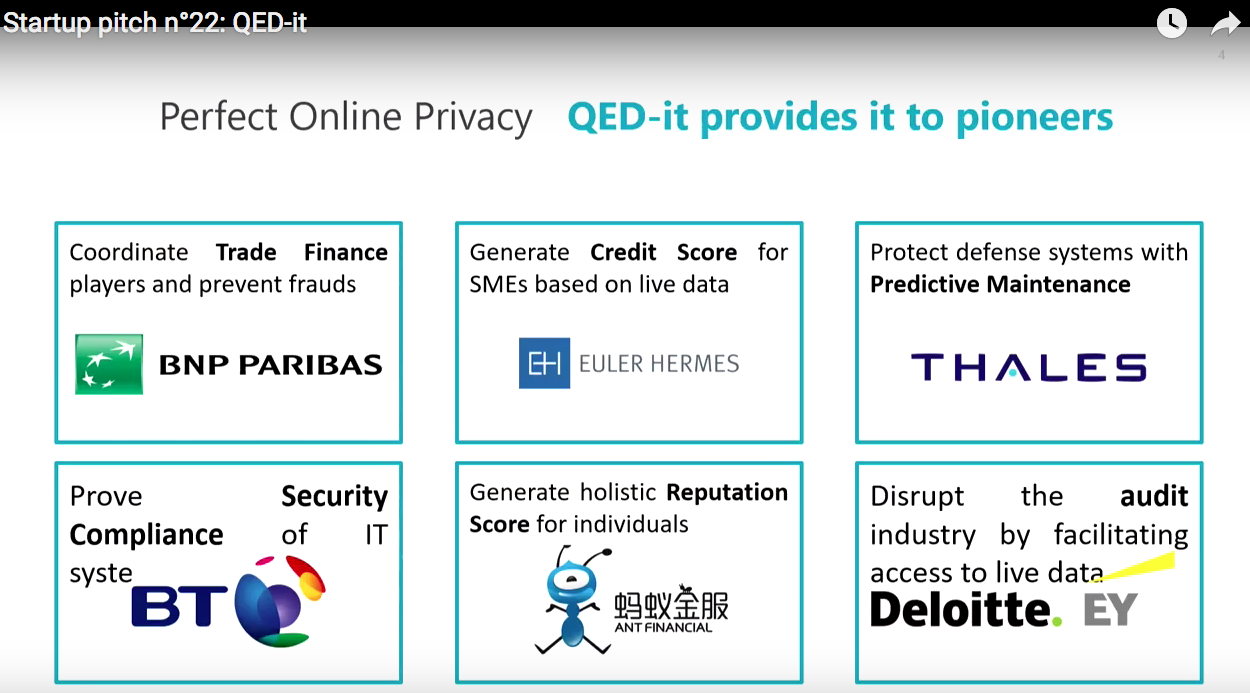 Startup pitch n°22: QED-it
4
Perfect Online Privacy QED-it provides it to pioneers
Coordinate Trade Finance
players and prevent frauds
BNP PARIBAS
Generate Credit Score for
SMEs based on live data
EH EULER HERMES
Protect defense systems with
Predictive Maintenance
THALES
Prove Security
Compliance of IT
syste
BT
Generate holistic Reputation
Score for individuals
蚂蚁金服
ANT FINANCIAL
Disrupt the audit
industry by facilitating
access to live data
Deloitte. EY